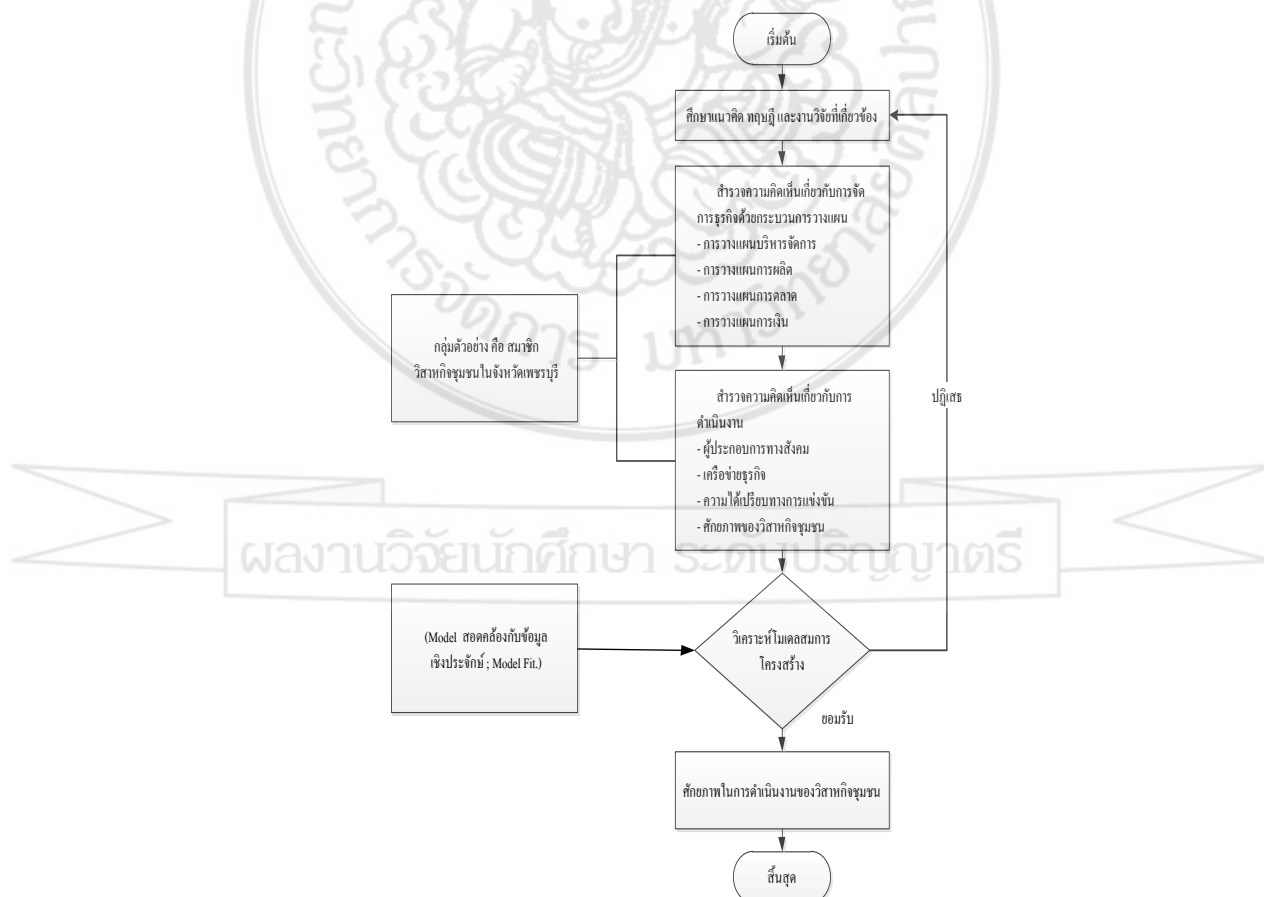 เริ่มต้น
ศึกษาแนวคิด ทฤษฎี และงานวิจัยที่เกี่ยวข้อง
สำรวจความคิดเห็นเกี่ยวกับการจัด
การธุรกิจด้วยกระบวนการวางแผน
- การวางแผนบริหารจัดการ
- การวางแผนการผลิต
- การวางแผนการตลาด
- การวางแผนการเงิน
กลุ่มตัวอย่าง คือ สมาชิก
วิสาหกิจชุมชนในจังหวัดเพชรบุรี
สำรวจความคิดเห็นเกี่ยวกับการ
ดำเนินงาน
- ผู้ประกอบการทางสังคม
- เครือข่ายธุรกิจ
- ความได้เปรียบทางการแข่งขัน
- ศักยภาพของวิสาหกิจชุมชน
ปฏิเสธ
ผลงานวิจัยนักศึกษา ระดับปริญญาตรี
(Model สอดคล้องกับข้อมูล
เชิงประจักษ์ ; Model Fit.)
วิเคราะห์โมเดลสมการ
โครงสร้าง
ยอมรับ
ศักยภาพในการดำเนินงานของวิสาหกิจชุมชน
สิ้นสุด